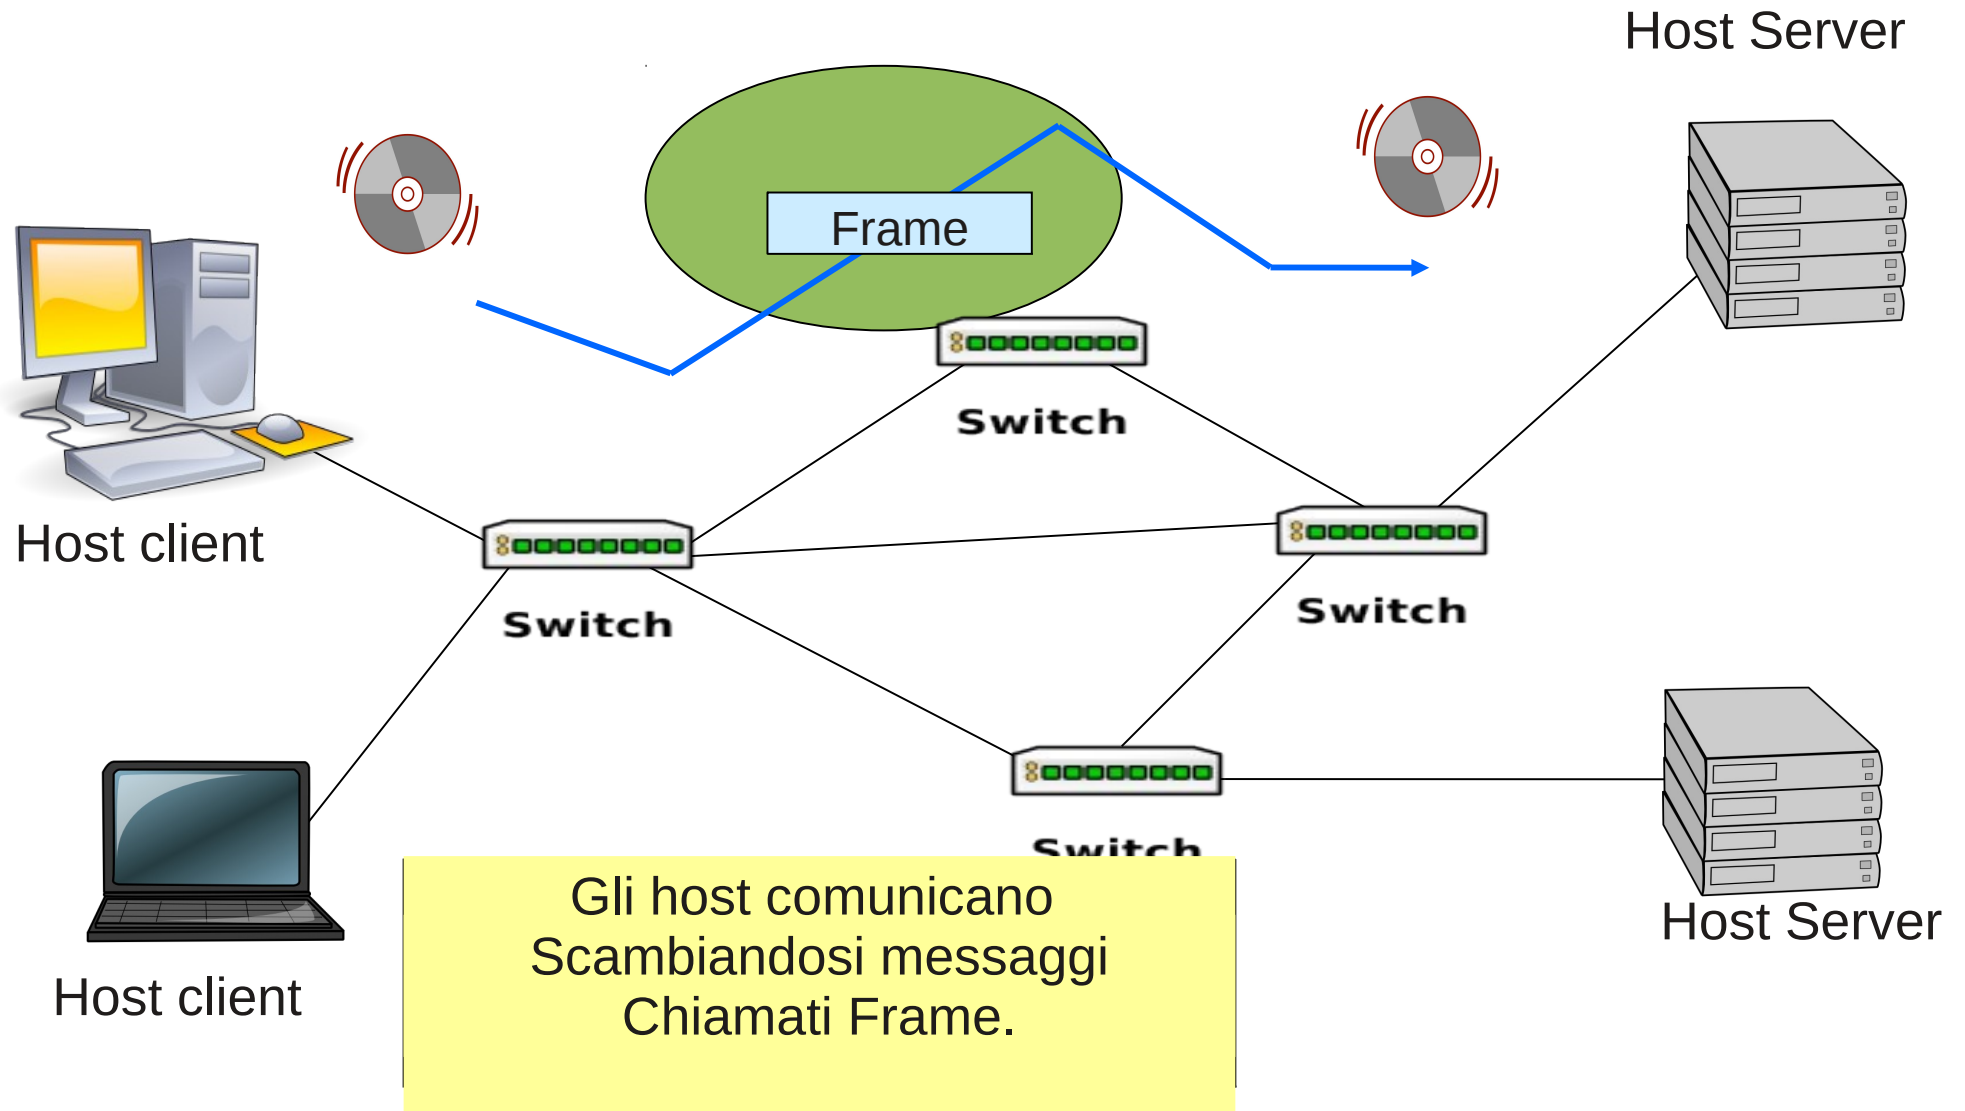 Host Server
Frame
Switch
Host client
Switch
Switch
Switch
Gli host comunicano
Scambiandosi messaggi
Chiamati Frame.
Host Server
Host client